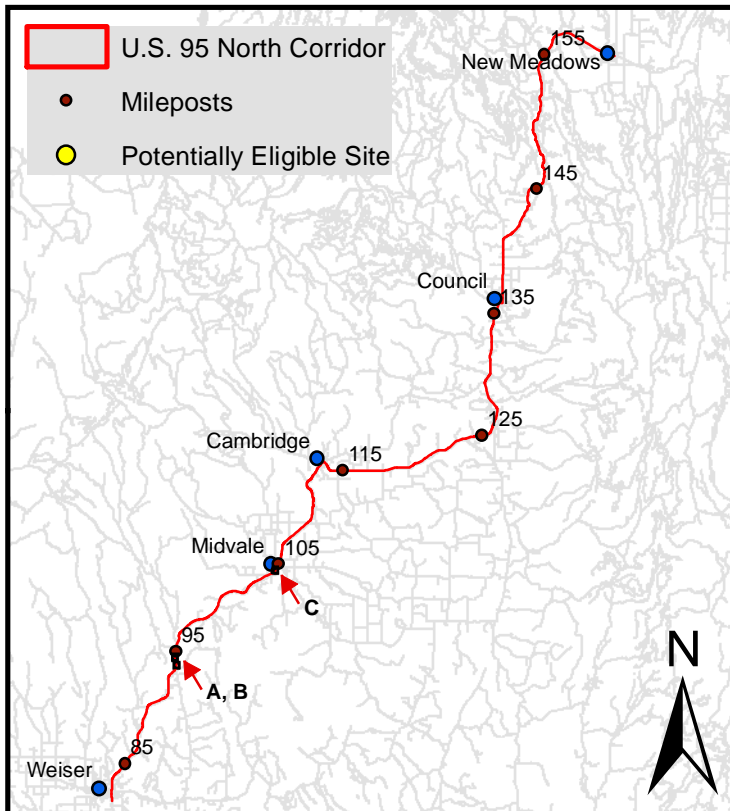 U.S. 95 North Corridor
Mileposts
Potentially Eligible Site
155
New Meadows
145
Council
135
125
Cambridge
115
Midvale
105
C
95
A, B
N
85
Weiser